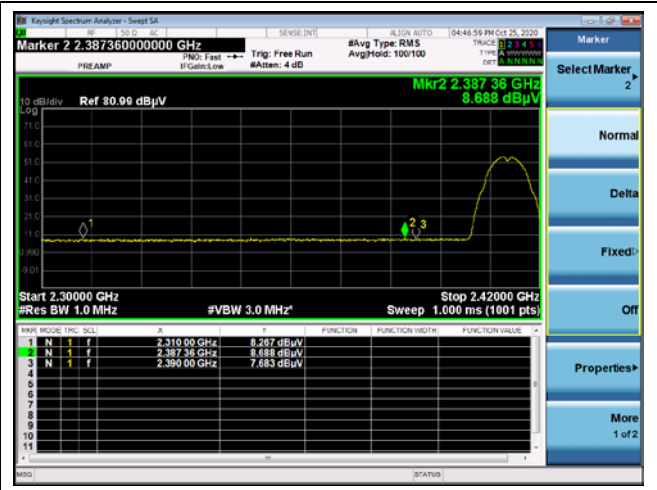 Keysight Spectrum Analyzer - Swept SA
RF 50 Ω AC SENSE:INT ALIGN AUTO 04:46:59 PM Oct 25, 2020
Marker 2 2.387360000000 GHz #Avg Type: RMS TRACE 1 2 3 4 5 6
PNO: Fast Trig: Free Run Avg|Hold: 100/100 TYPE A WWWWW
PREAMP IFGain:Low #Atten: 4 dB DET A N N N N N
Mkr2 2.387 36 GHz
10 dB/div Ref 80.99 dBµV 8.688 dBµV
Log
71.0
61.0
51.0
41.0
31.0
21.0
11.0
0.990
-9.01
1
2 3
Start 2.30000 GHz Stop 2.42000 GHz
#Res BW 1.0 MHz #VBW 3.0 MHz* Sweep 1.000 ms (1001 pts)
MKR MODE TRC SCL X Y FUNCTION FUNCTION WIDTH FUNCTION VALUE
1 N 1 f 2.310 00 GHz 8.267 dBµV
2 N 1 f 2.387 36 GHz 8.688 dBµV
3 N 1 f 2.390 00 GHz 7.683 dBµV
4
5
6
7
8
9
10
11
MSG STATUS
Marker
Select Marker
2
Normal
Delta
Fixed
Off
Properties
More
1 of 2